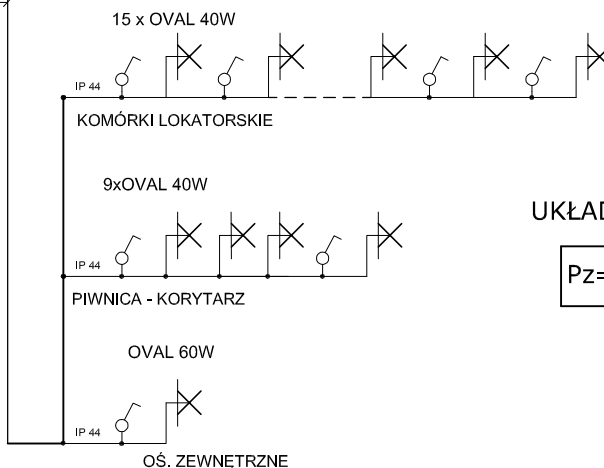 15 x OVAL 40W
IP 44
KOMÓRKI LOKATORSKIE
9xOVAL 40W
UKŁAD
Pz=
IP 44
PIWNICA - KORYTARZ
OVAL 60W
IP 44
OŚ. ZEWNĘTRZNE